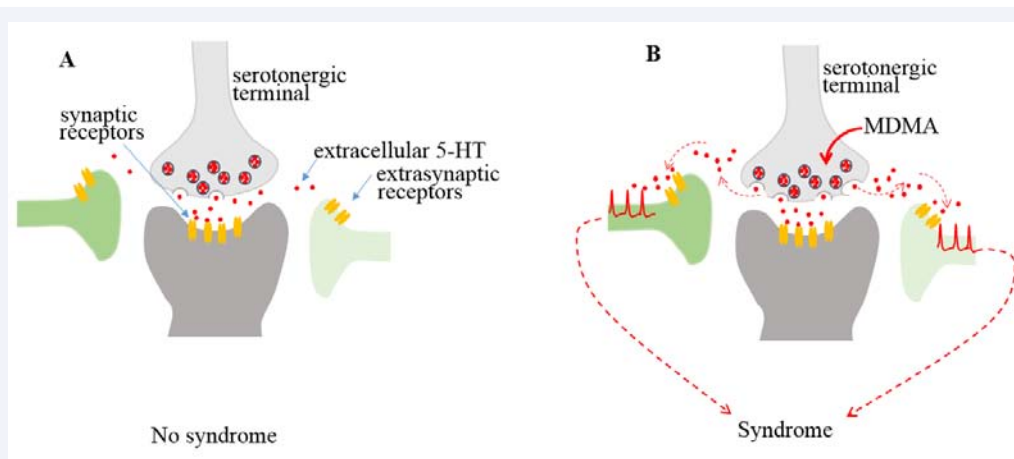 A
serotonergic
terminal
synaptic
receptors
extracellular 5-HT
extrasynaptic
receptors
No syndrome
B
serotonergic
terminal
MDMA
Syndrome